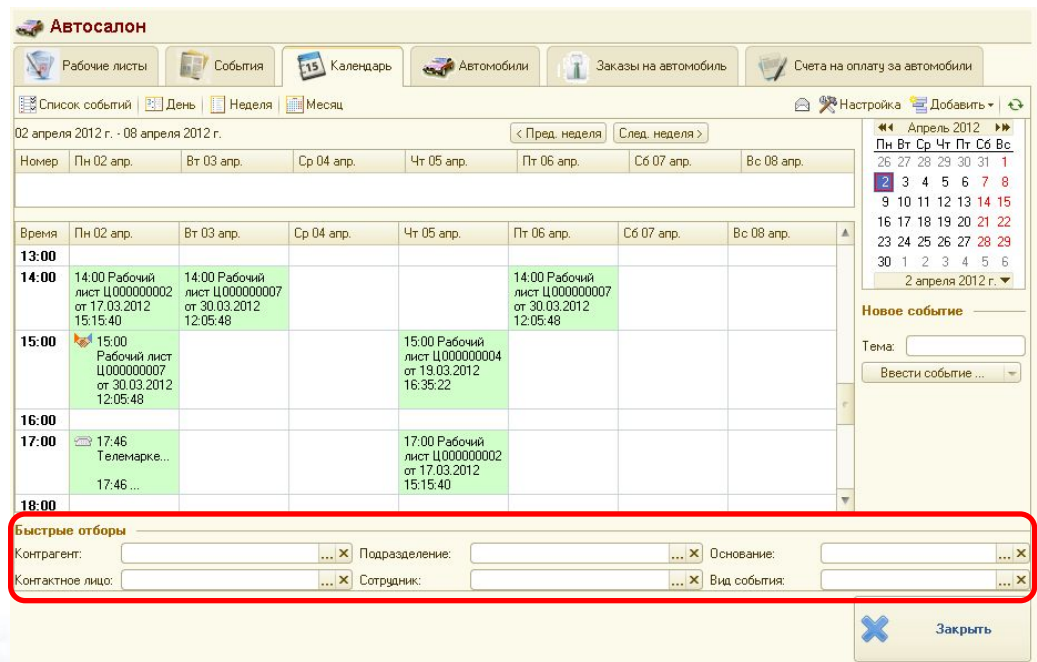 Автосалон
Рабочие листы События 15 Календарь Автомобили Заказы на автомобиль Счета на оплату за автомобили
Список событий День Неделя Месяц Настройка Добавить
02 апреля 2012 г. - 08 апреля 2012 г. < Пред. неделя След. неделя >
Номер Пн 02 апр. Вт 03 апр. Ср 04 апр. Чт 05 апр. Пт 06 апр. Сб 07 апр. Вс 08 апр.
Время Пн 02 апр. Вт 03 апр. Ср 04 апр. Чт 05 апр. Пт 06 апр. Сб 07 апр. Вс 08 апр.
13:00
14:00 14:00 Рабочий 14:00 Рабочий 14:00 Рабочий
лист Ц000000002 лист Ц000000007 лист Ц000000007
от 17.03.2012 от 30.03.2012 от 30.03.2012
15:15:40 12:05:48 12:05:48
15:00 15:00 15:00 Рабочий
Рабочий лист лист Ц000000004
Ц000000007 от 19.03.2012
от 30.03.2012 16:35:22
12:05:48
16:00
17:00 17:46 17:00 Рабочий
Телемарке... лист Ц000000002
от 17.03.2012
17:46 ... 15:15:40
18:00
Апрель 2012
Пн Вт Ср Чт Пт Сб Вс
26 27 28 29 30 31 1
2 3 4 5 6 7 8
9 10 11 12 13 14 15
16 17 18 19 20 21 22
23 24 25 26 27 28 29
30 1 2 3 4 5 6
2 апреля 2012 г.
Новое событие
Тема:
Ввести событие ...
Быстрые отборы
Контрагент: ... × Подразделение: ... × Основание: ... ×
Контактное лицо: ... × Сотрудник: ... × Вид события: ... ×
Закрыть